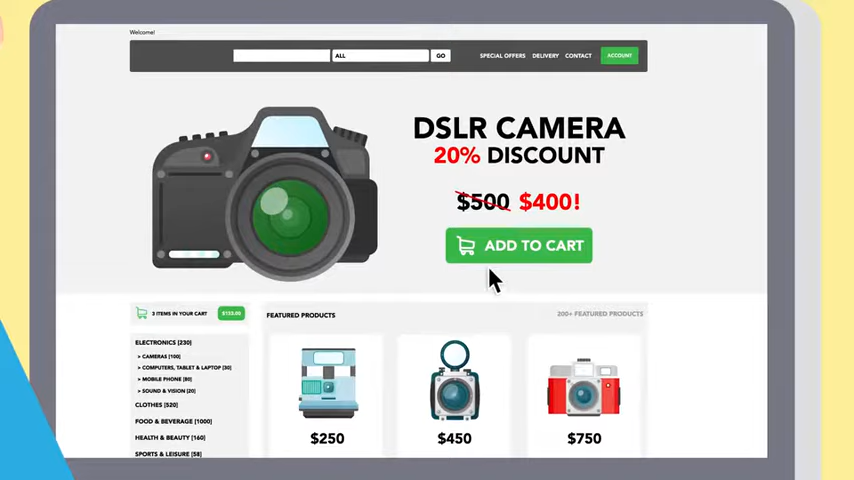 Welcome!
ALL GO SPECIAL OFFERS DELIVERY CONTACT ACCOUNT
DSLR CAMERA
20% DISCOUNT
$500 $400!
ADD TO CART
3 ITEMS IN YOUR CART $133.00
FEATURED PRODUCTS 200+ FEATURED PRODUCTS
ELECTRONICS [230]
> CAMERAS [100]
> COMPUTERS, TABLET & LAPTOP [30]
> MOBILE PHONE [80]
> SOUND & VISION [20]
CLOTHES [520]
FOOD & BEVERAGE [1000]
HEALTH & BEAUTY [160]
SPORTS & LEISURE [58]
$250 $450 $750